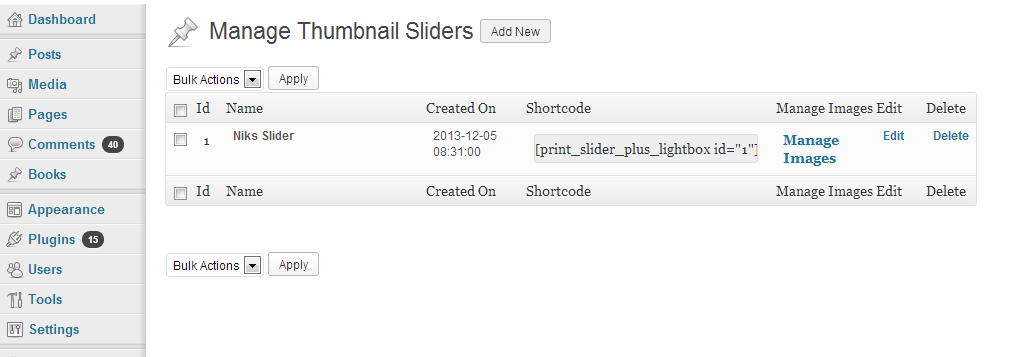 Dashboard
Posts
Media
Pages
Comments 40
Books
Appearance
Plugins 15
Users
Tools
Settings
Manage Thumbnail Sliders Add New
Bulk Actions Apply
Id Name Created On Shortcode Manage Images Edit Delete
1 Niks Slider 2013-12-05 08:31:00 [print_slider_plus_lightbox id="1"] Manage Images Edit Delete
Id Name Created On Shortcode Manage Images Edit Delete
Bulk Actions Apply